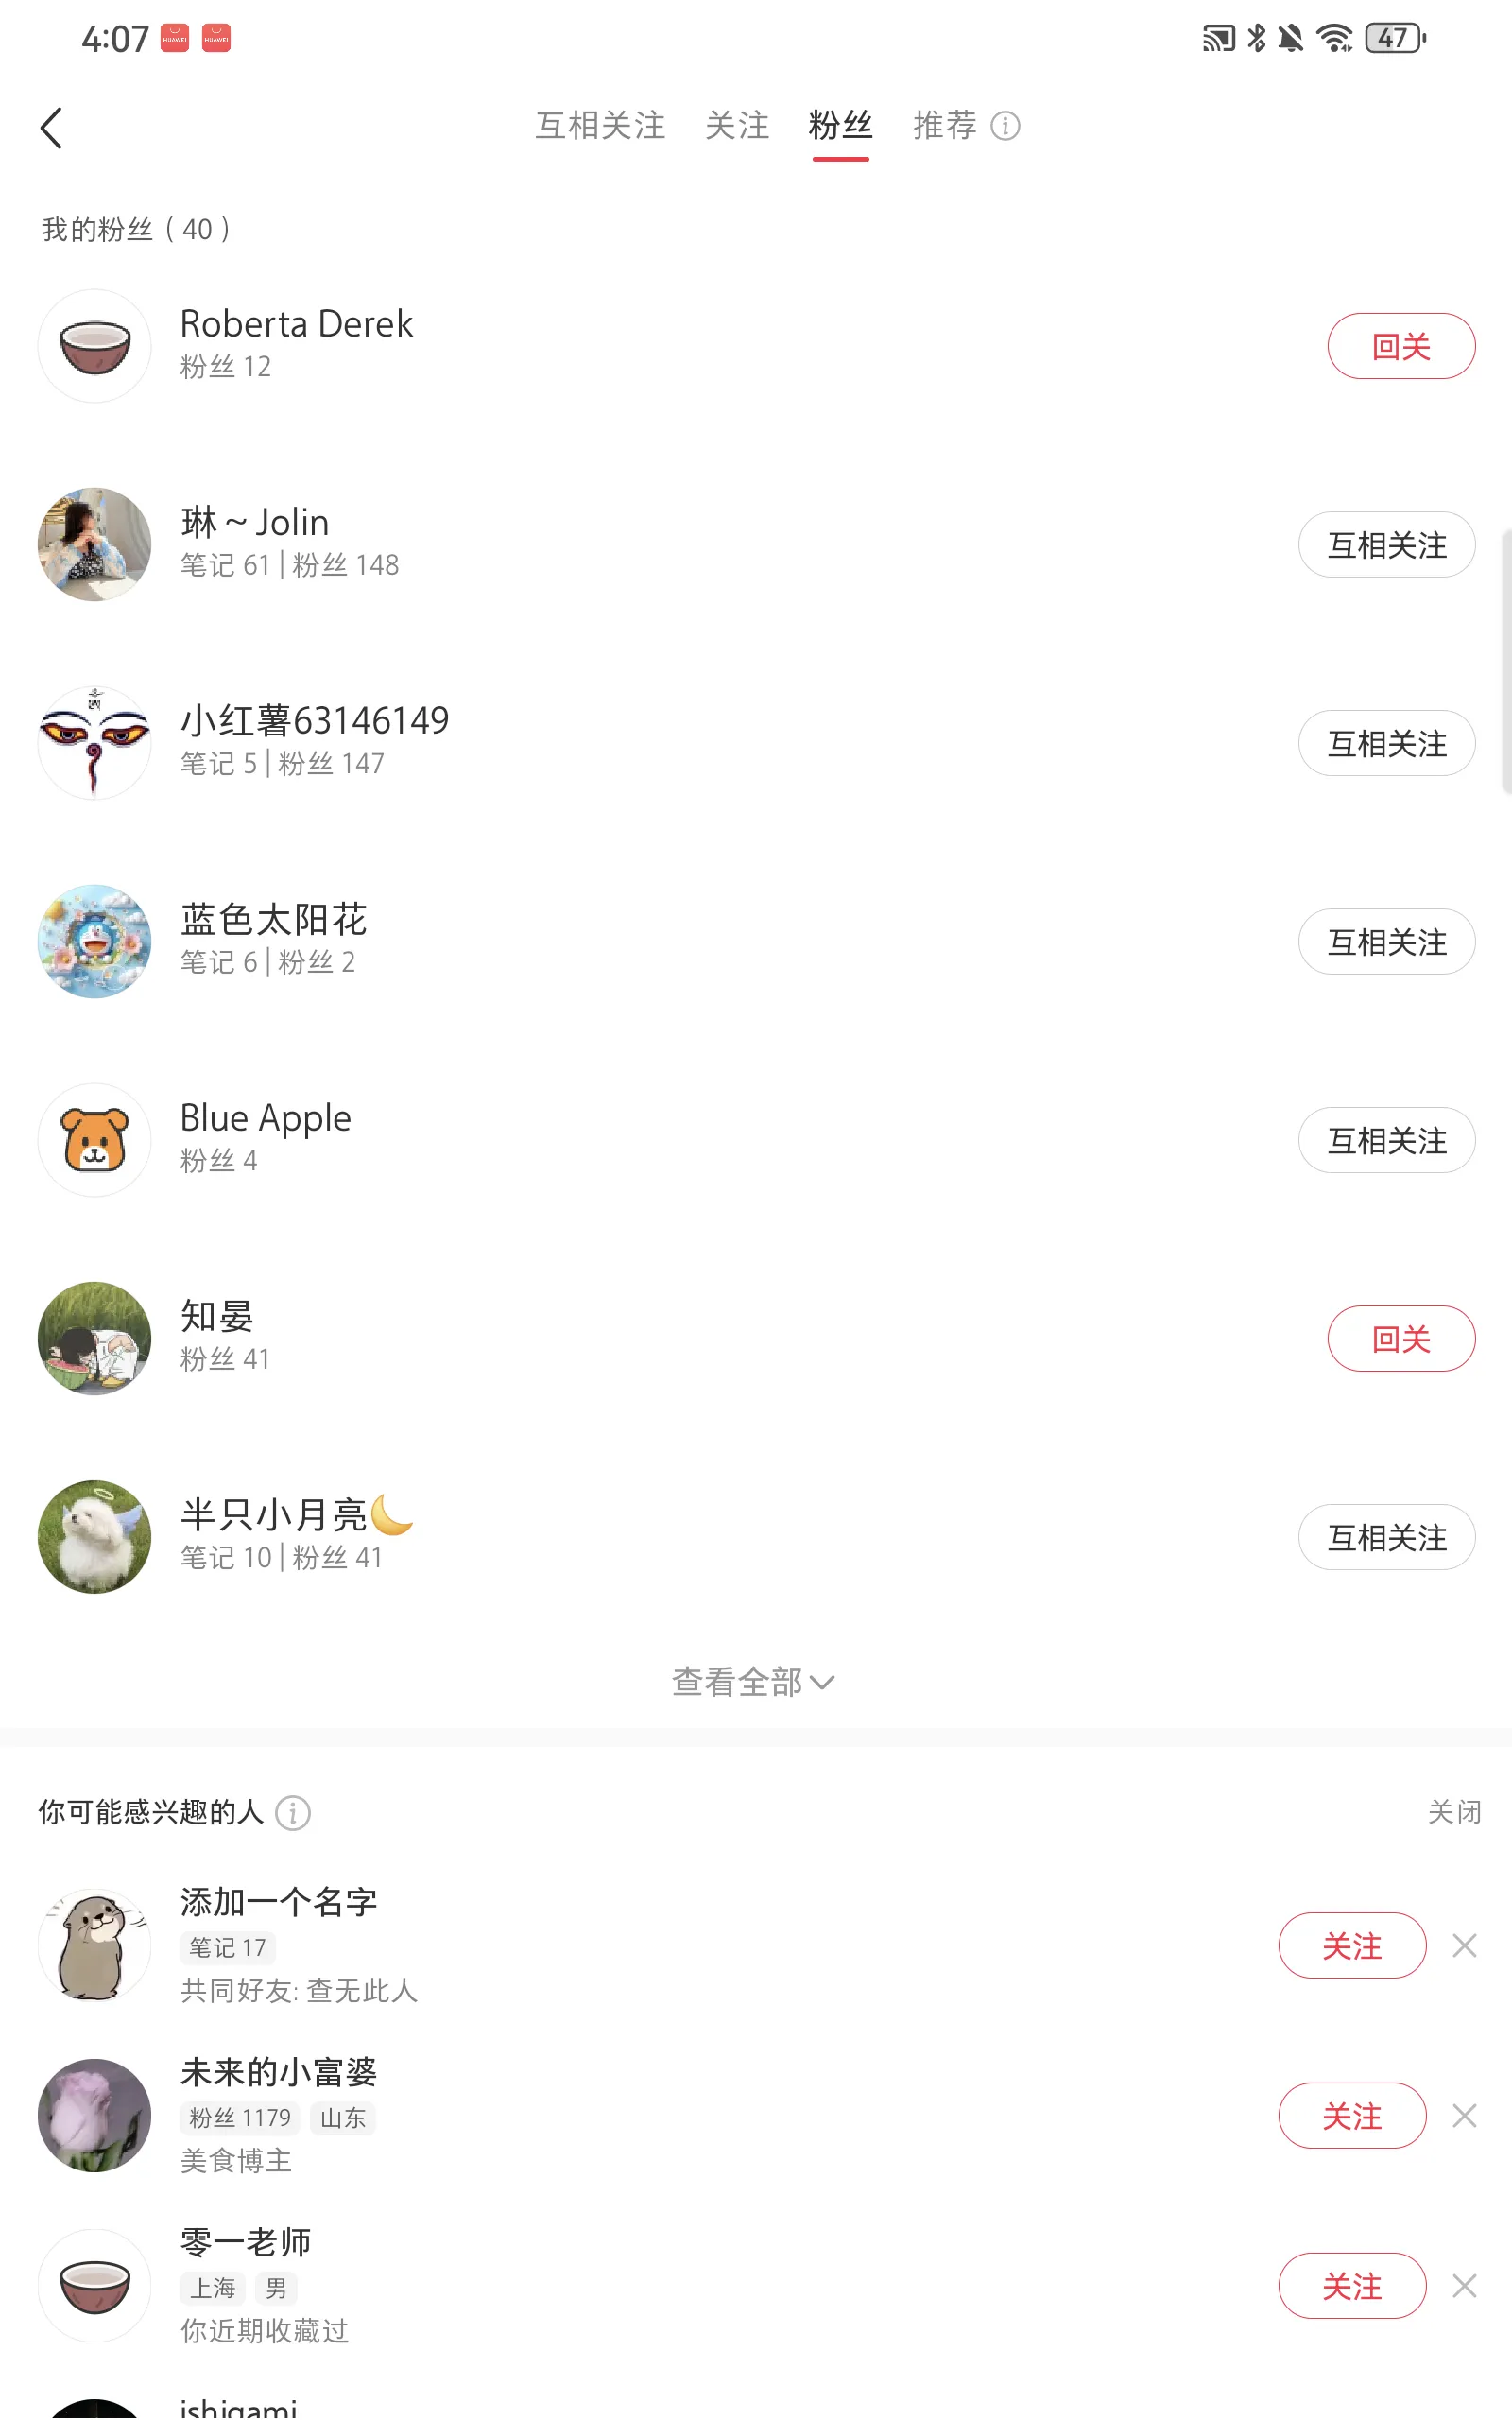 4:07
HUAWEI HUAWEI
47
互相关注 关注 粉丝 推荐
我的粉丝（40）
Roberta Derek
粉丝 12
回关
琳～Jolin
笔记 61 | 粉丝 148
互相关注
小红薯63146149
笔记 5 | 粉丝 147
互相关注
蓝色太阳花
笔记 6 | 粉丝 2
互相关注
Blue Apple
粉丝 4
互相关注
知晏
粉丝 41
回关
半只小月亮🌙
笔记 10 | 粉丝 41
互相关注
查看全部
你可能感兴趣的人
关闭
添加一个名字
笔记 17
共同好友: 查无此人
关注
未来的小富婆
粉丝 1179 山东
美食博主
关注
零一老师
上海 男
你近期收藏过
关注
ishigami